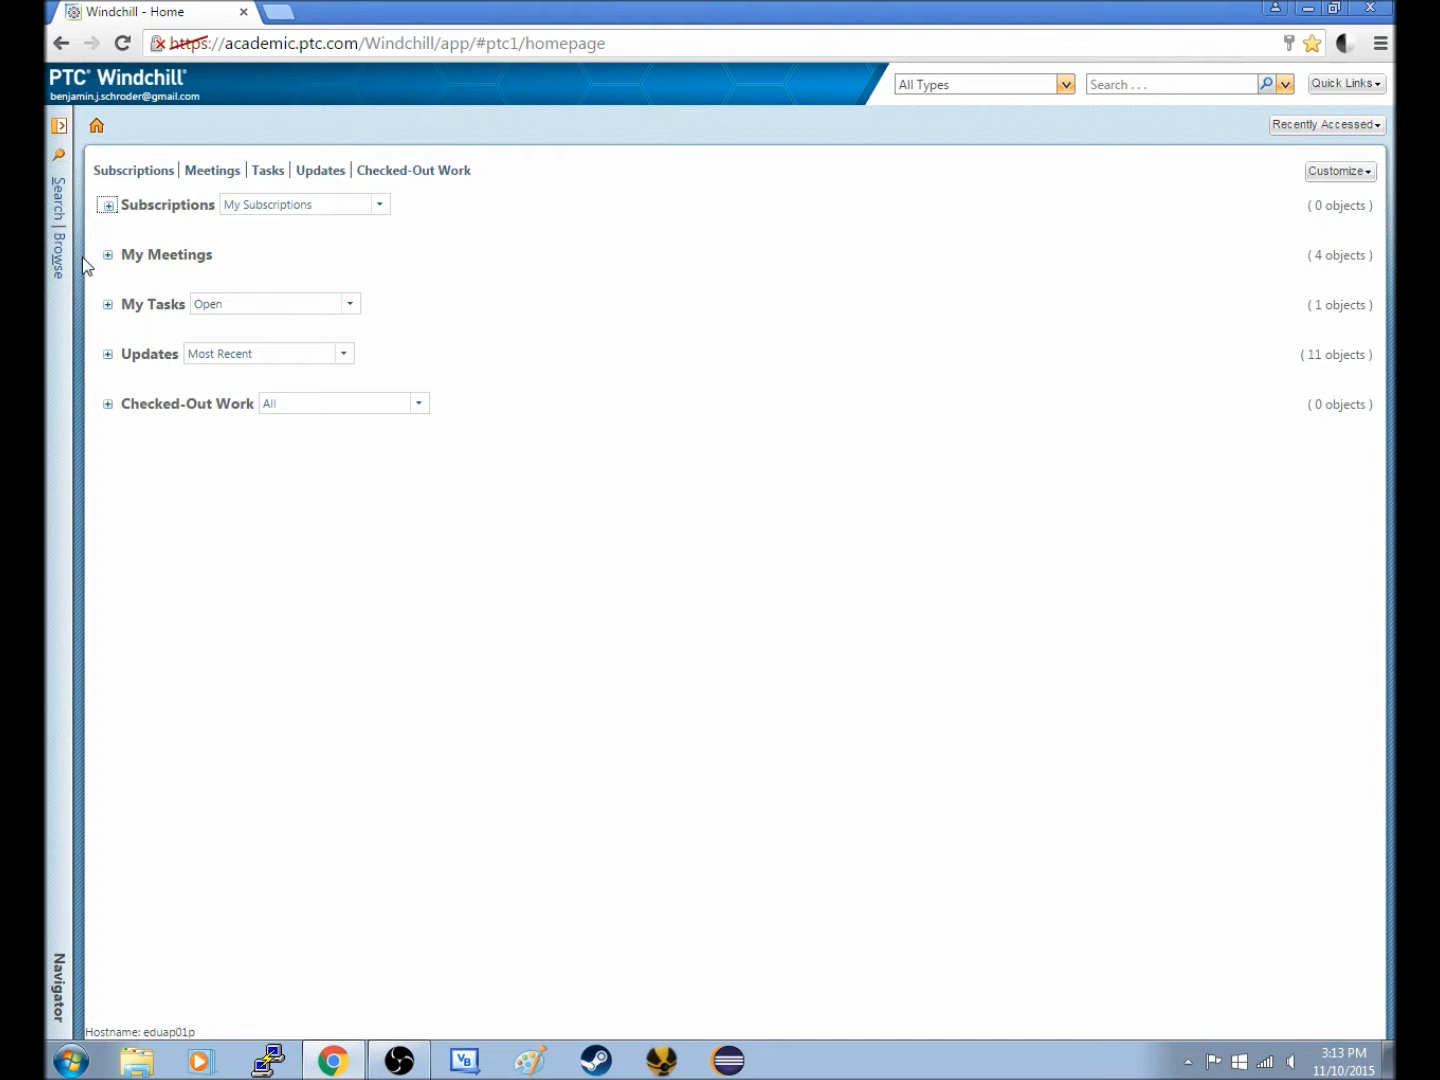 Windchill - Home
https://academic.ptc.com/Windchill/app/#ptc1/homepage
PTC® Windchill®
benjamin.j.schroder@gmail.com
All Types
Search . . .
Quick Links
Recently Accessed
Search | Browse
Navigator
Subscriptions | Meetings | Tasks | Updates | Checked-Out Work
Customize
Subscriptions My Subscriptions ( 0 objects )
My Meetings ( 4 objects )
My Tasks Open ( 1 objects )
Updates Most Recent ( 11 objects )
Checked-Out Work All ( 0 objects )
Hostname: eduap01p
VB
3:13 PM
11/10/2015